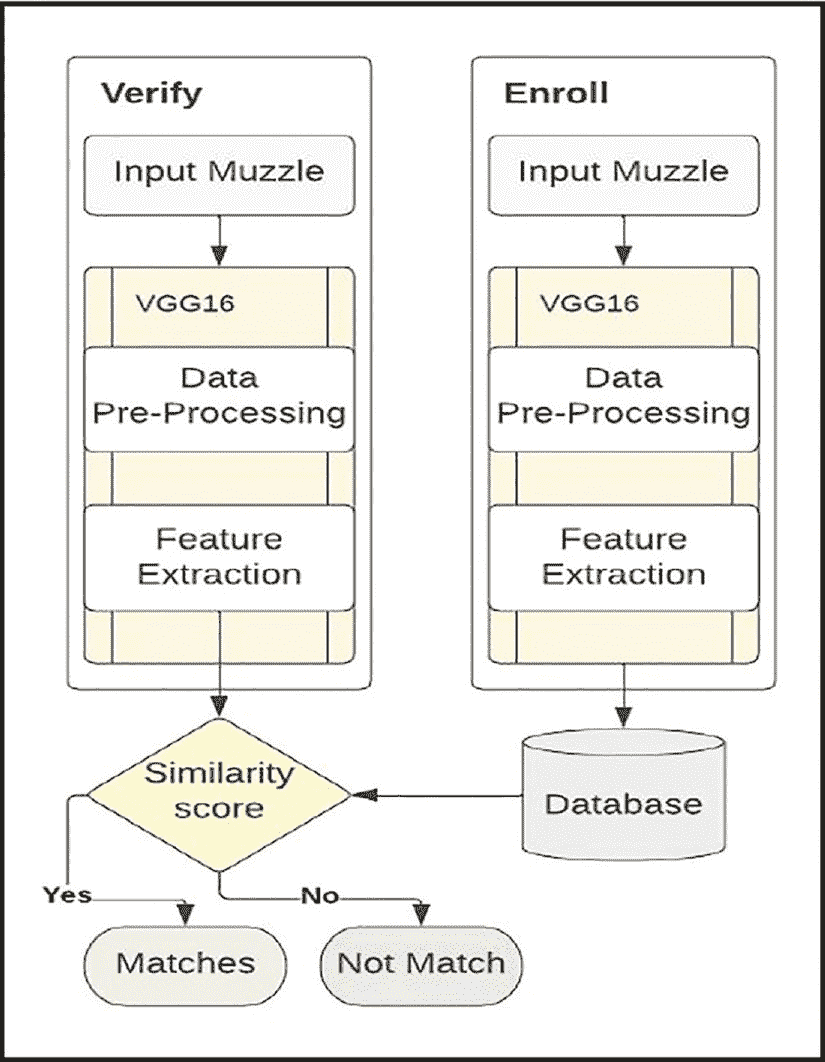 Verify
Input Muzzle
VGG16
Data
Pre-Processing
Feature
Extraction
Enroll
Input Muzzle
VGG16
Data
Pre-Processing
Feature
Extraction
Similarity
score
Database
Yes
No
Matches
Not Match